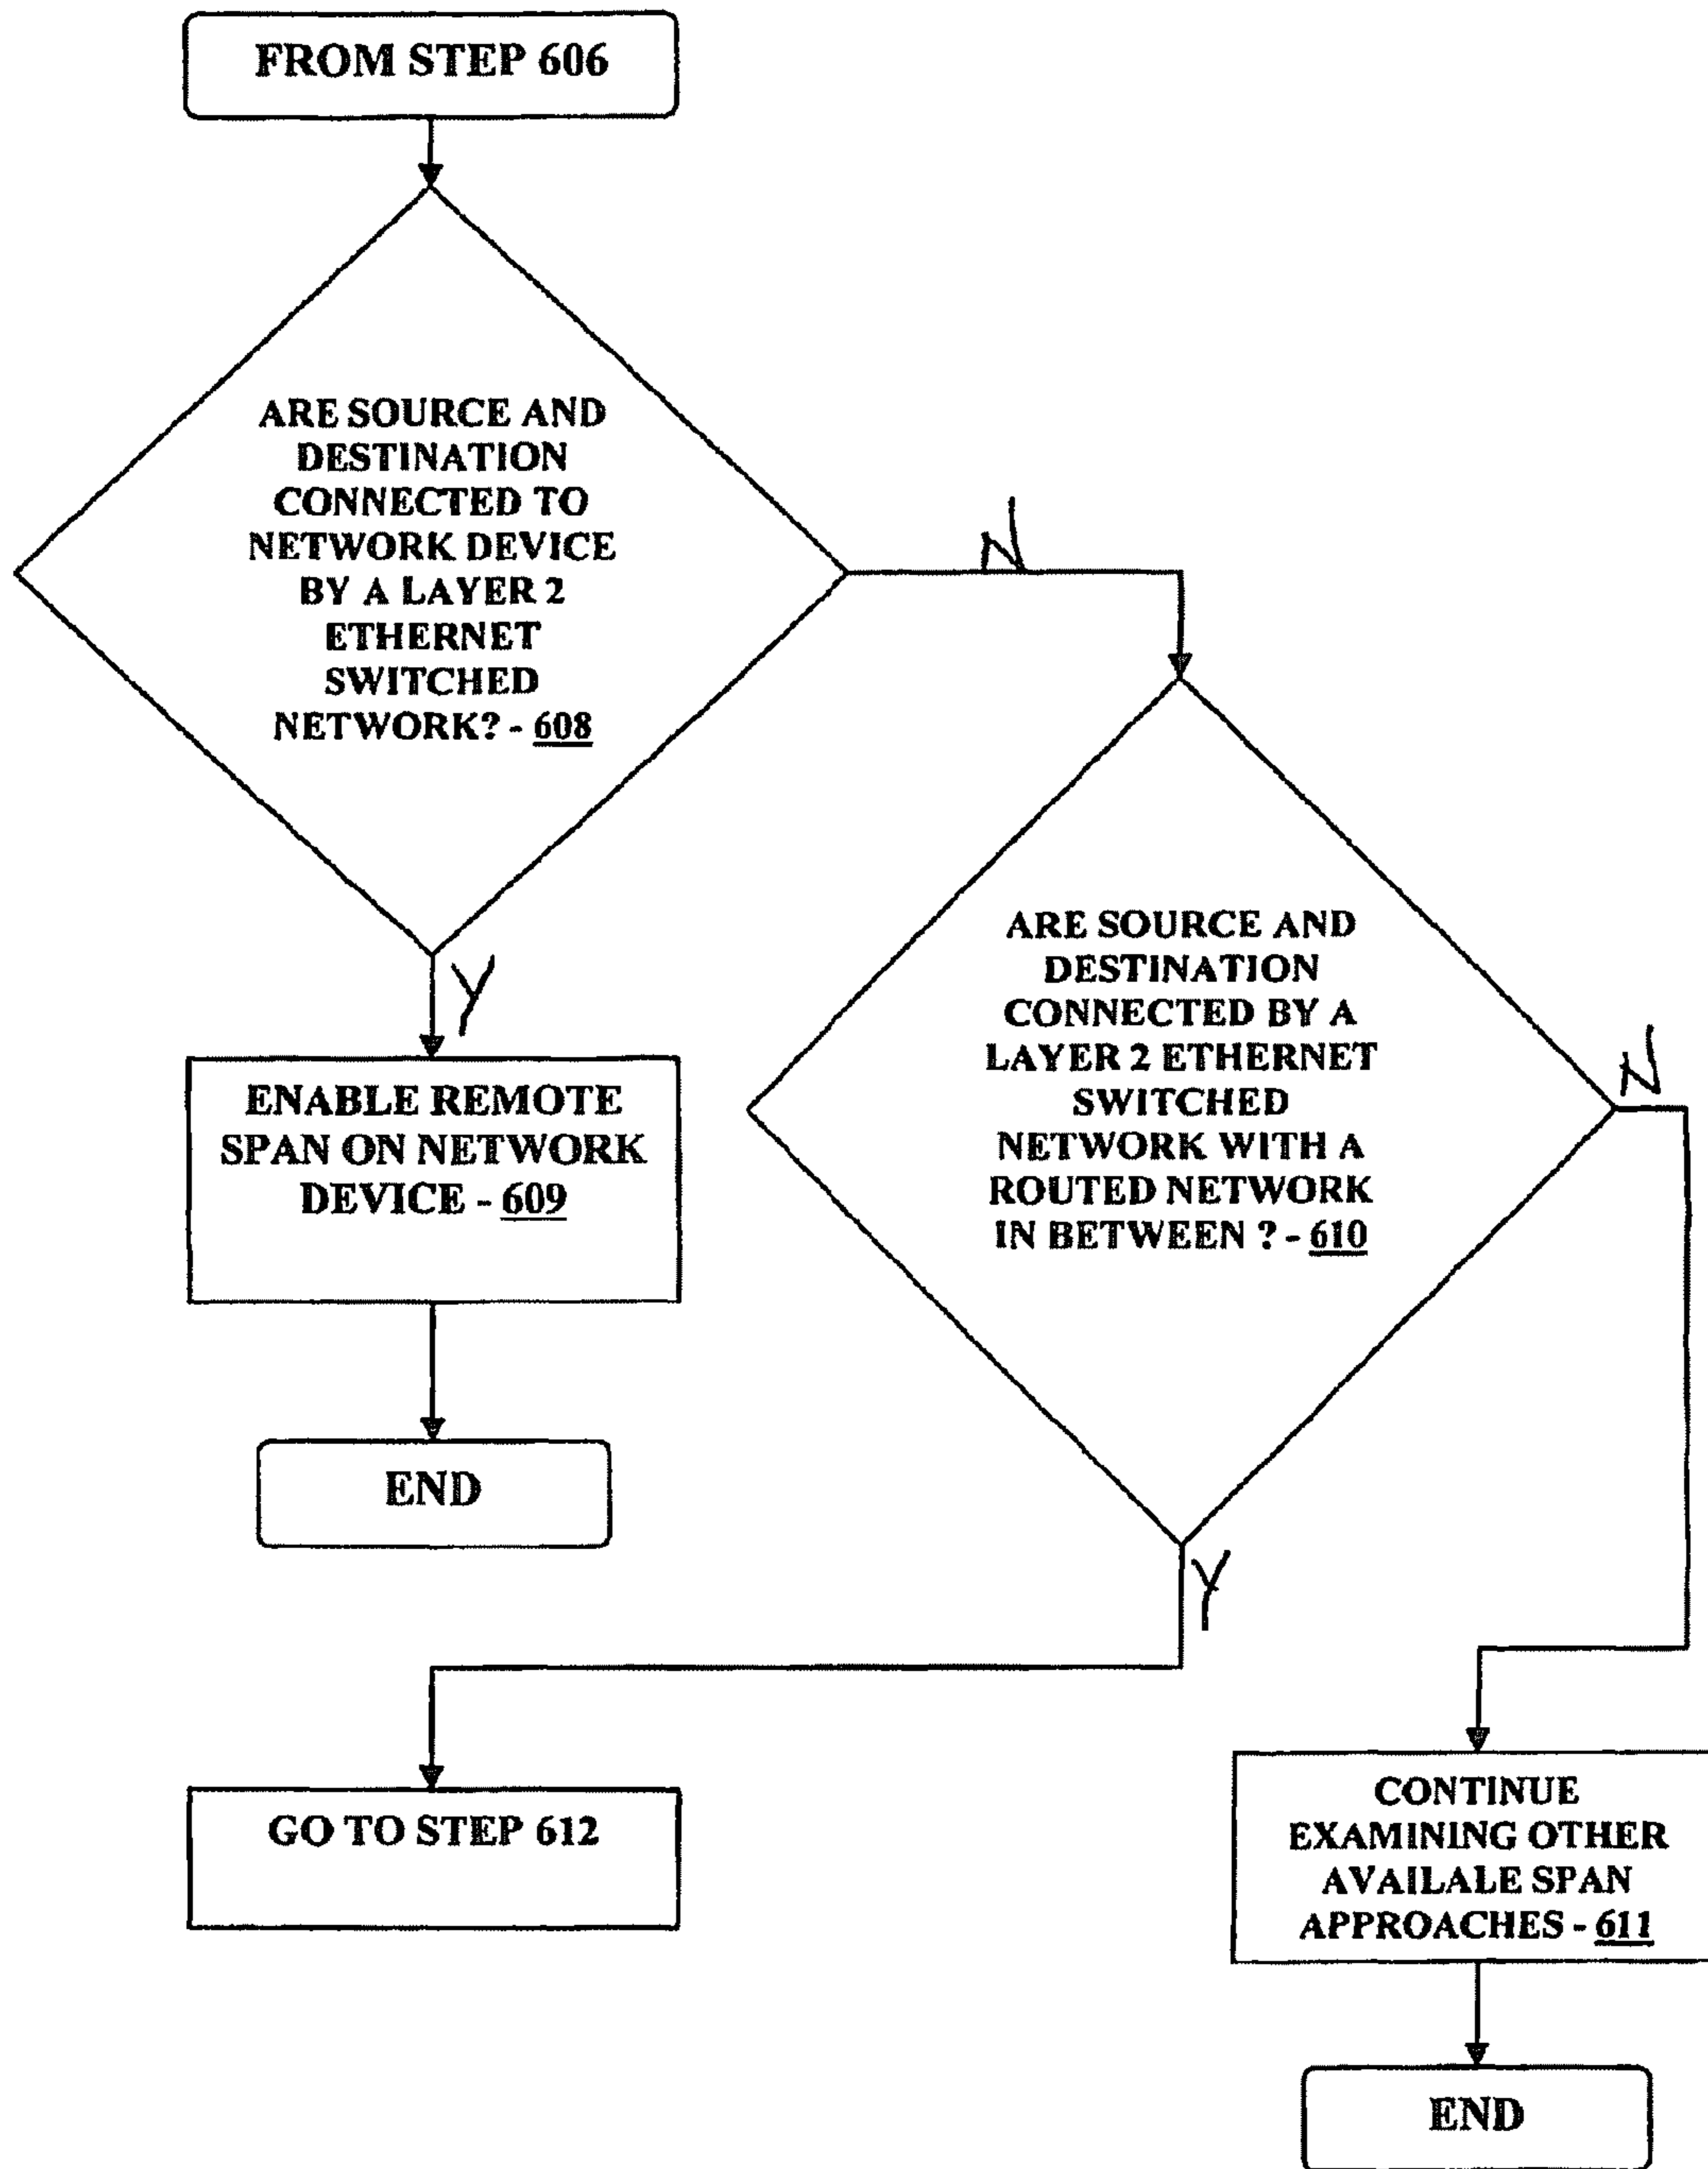 FROM STEP 606
ARE SOURCE AND
DESTINATION
CONNECTED TO
NETWORK DEVICE
BY A LAYER 2
ETHERNET
SWITCHED
NETWORK? - 608
N
Y
ENABLE REMOTE
SPAN ON NETWORK
DEVICE - 609
END
ARE SOURCE AND
DESTINATION
CONNECTED BY A
LAYER 2 ETHERNET
SWITCHED
NETWORK WITH A
ROUTED NETWORK
IN BETWEEN ? - 610
N
Y
GO TO STEP 612
CONTINUE
EXAMINING OTHER
AVAILALE SPAN
APPROACHES - 611
END